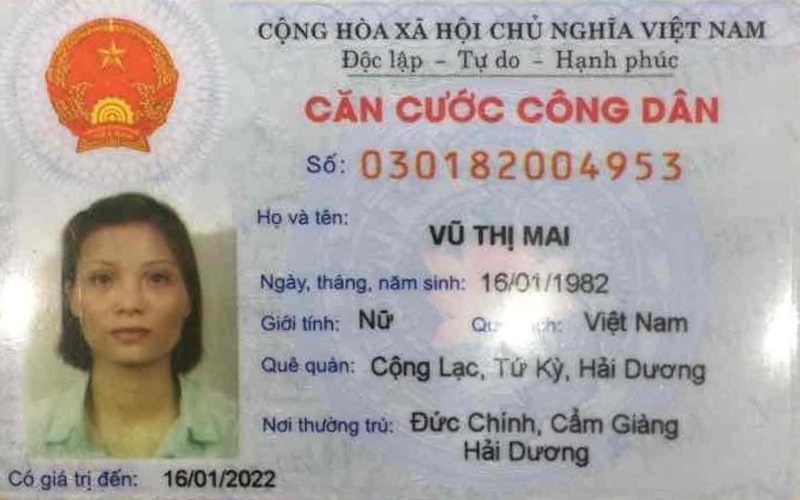 CỘNG HÒA XÃ HỘI CHỦ NGHĨA VIỆT NAM
Độc lập – Tự do – Hạnh phúc
CĂN CƯỚC CÔNG DÂN
Số: 030182004953
Họ và tên: VŨ THỊ MAI
Ngày, tháng, năm sinh: 16/01/1982
Giới tính: Nữ Việt Nam
Quê quán: Cộng Lạc, Tứ Kỳ, Hải Dương
Nơi thường trú: Đức Chính, Cẩm Giàng
Hải Dương
Có giá trị đến: 16/01/2022